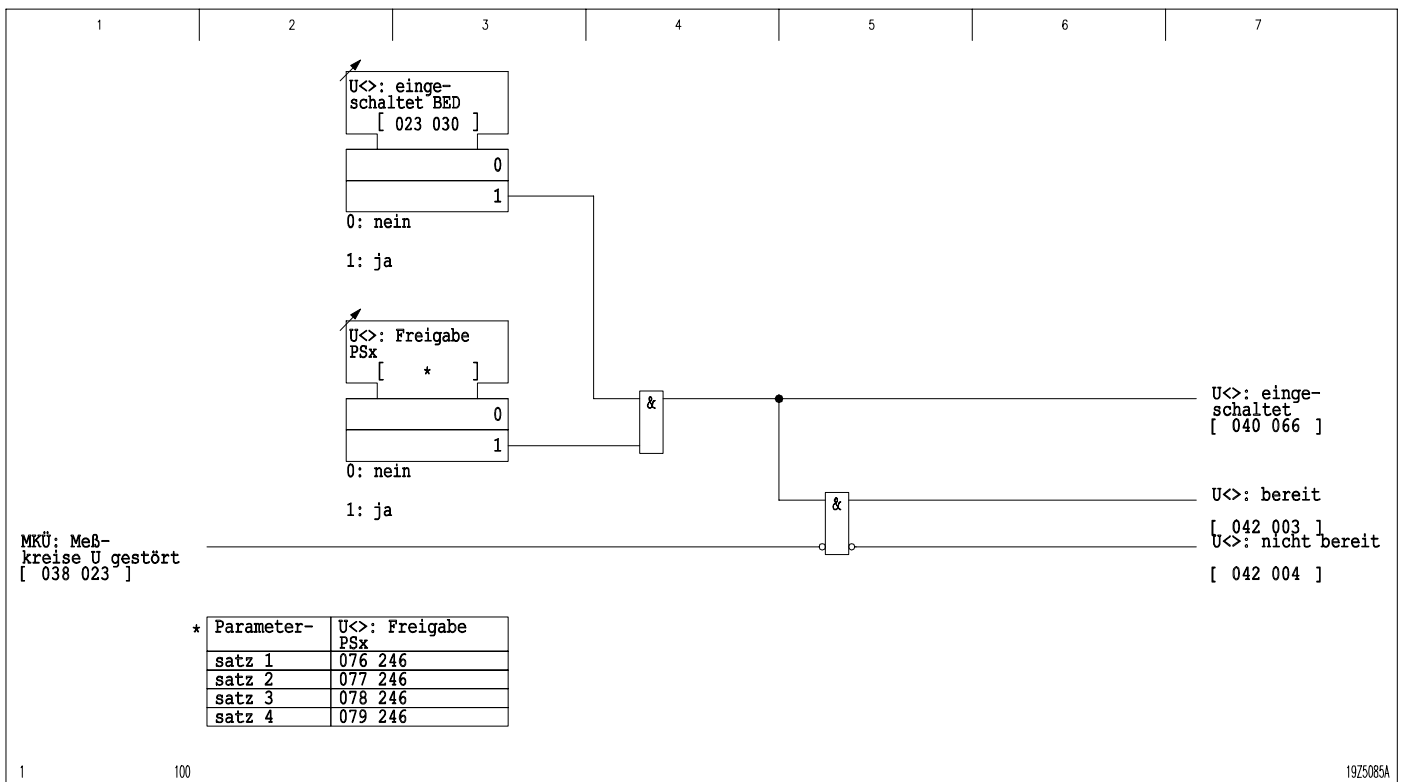 1 2 3 4 5 6 7
U<>: einge-
schaltet BED
[ 023 030 ]
0
1
0: nein
1: ja
U<>: Freigabe
PSx
[ * ]
0
1
0: nein
1: ja
&
&
U<>: einge-
schaltet
[ 040 066 ]
U<>: bereit
[ 042 003 ]
U<>: nicht bereit
[ 042 004 ]
MKÜ: Meß-
kreise U gestört
[ 038 023 ]
* Parameter- U<>: Freigabe
PSx
satz 1 076 246
satz 2 077 246
satz 3 078 246
satz 4 079 246
1 100 19Z5085A